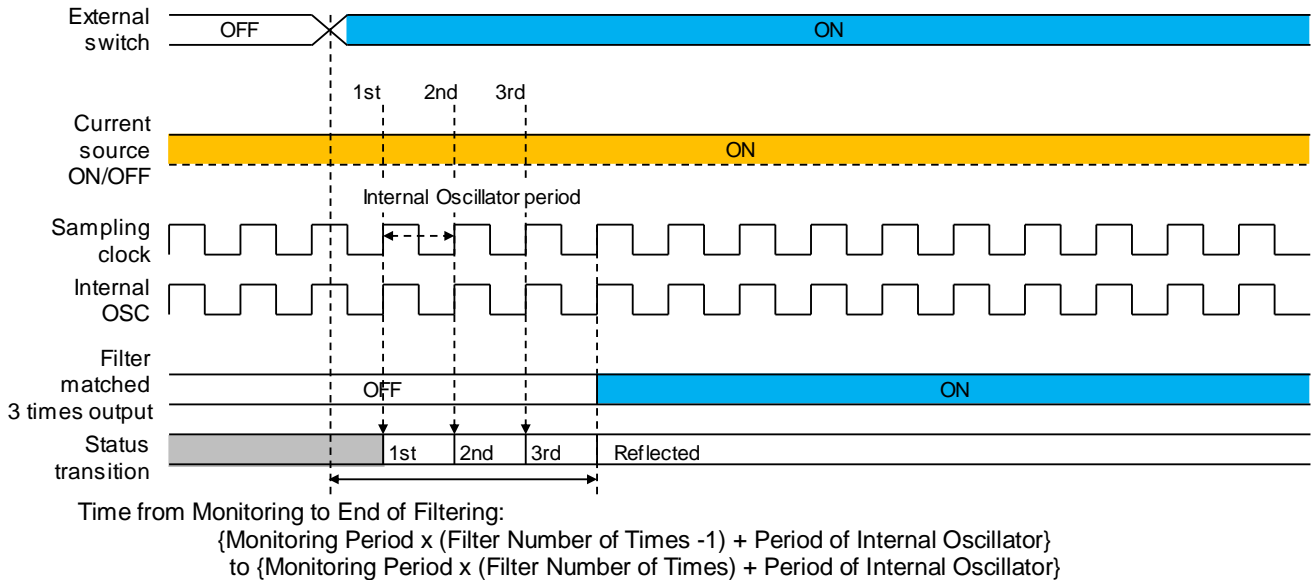 External
switch
OFF
ON
1st
2nd
3rd
Current
source
ON/OFF
ON
Internal Oscillator period
Sampling
clock
Internal
OSC
Filter
matched
3 times output
OFF
ON
Status
transition
1st
2nd
3rd
Reflected
Time from Monitoring to End of Filtering:
{Monitoring Period x (Filter Number of Times -1) + Period of Internal Oscillator}
to {Monitoring Period x (Filter Number of Times) + Period of Internal Oscillator}